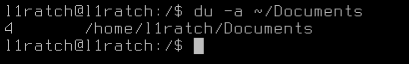 l1ratch@l1ratch:/$ du -a ~/Documents
4       /home/l1ratch/Documents
l1ratch@l1ratch:/$